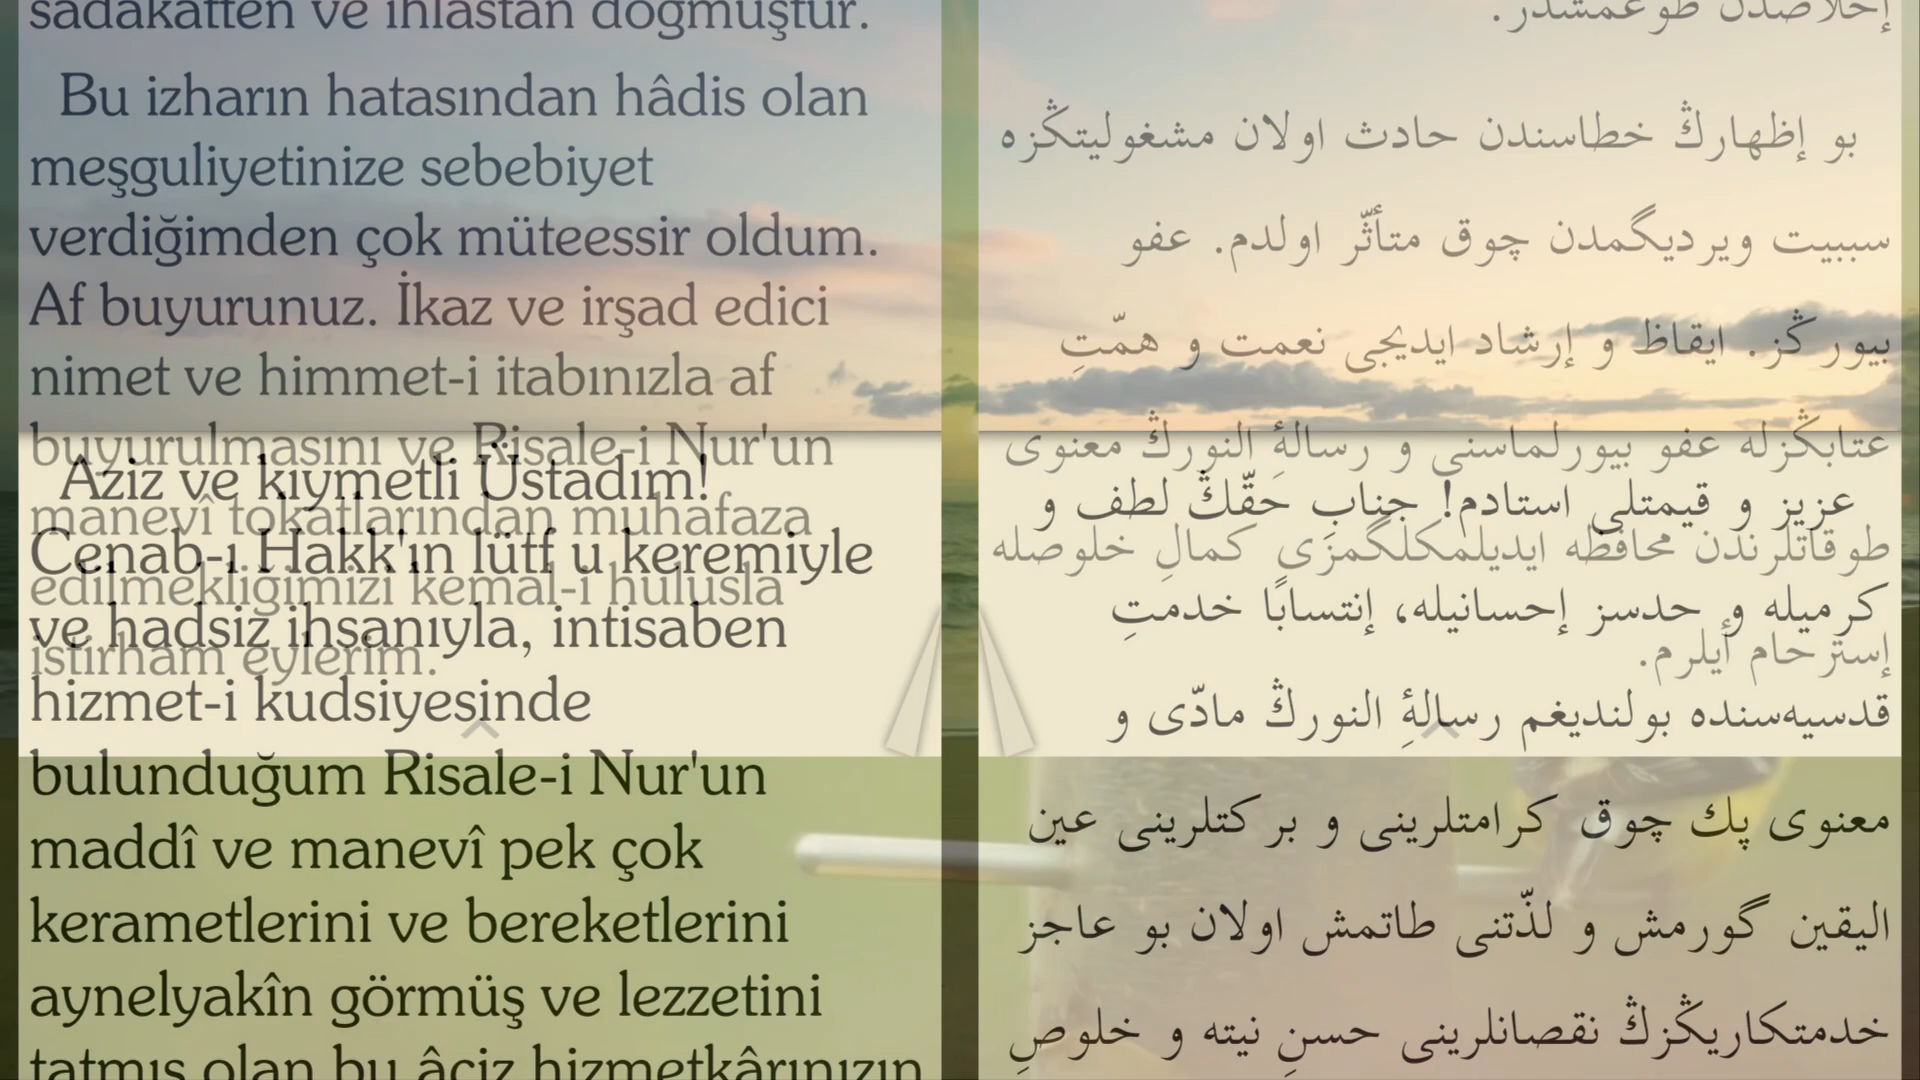 sadakatten ve ihlastan doğmuştur.
Bu izharın hatasından hâdis olan
meşguliyetinize sebebiyet
verdiğimden çok müteessir oldum.
Af buyurunuz. İkaz ve irşad edici
nimet ve himmet-i itabınızla af
buyurulmasını ve Risale-i Nur'un
manevî tokatlarından muhafaza
edilmekliğimizi kemal-i hulusla
istirham eylerim.
Aziz ve kıymetli Üstadım!
Cenab-ı Hakk'ın lütf u keremiyle
ve hadsiz ihsanıyla, intisaben
hizmet-i kudsiyesinde
bulunduğum Risale-i Nur'un
maddî ve manevî pek çok
kerametlerini ve bereketlerini
aynelyakîn görmüş ve lezzetini
tatmış olan bu âciz hizmetkârınızın
إخلاصدن طوغمشدر.
بو إظهارڭ خطاسندن حادث اولان مشغوليتڭزه
سببيت ويرديگمدن چوق متأثّر اولدم. عفو
بيورڭز. ايقاظ و إرشاد ايديجى نعمت و همّتِ
عتابڭزله عفو بيورلماسنى و رسالهِٔ النورڭ معنوى
طوقاتلرندن محافظه ايديلمكلگمزى كمالِ خلوصله
إسترحام أيلرم.
عزيز و قيمتلى استادم! جنابِ حَقّڭ لطف و
كرميله و حدسز إحسانيله، إنتسابًا خدمتِ
قدسيه‌سنده بولنديغم رسالهِٔ النورڭ مادّى و
معنوى پك چوق كرامتلرينى و بركتلرينى عين
اليقين گورمش و لذّتنى طاتمش اولان بو عاجز
خدمتكاريڭزڭ نقصانلرينى حسنِ نيته و خلوصِ